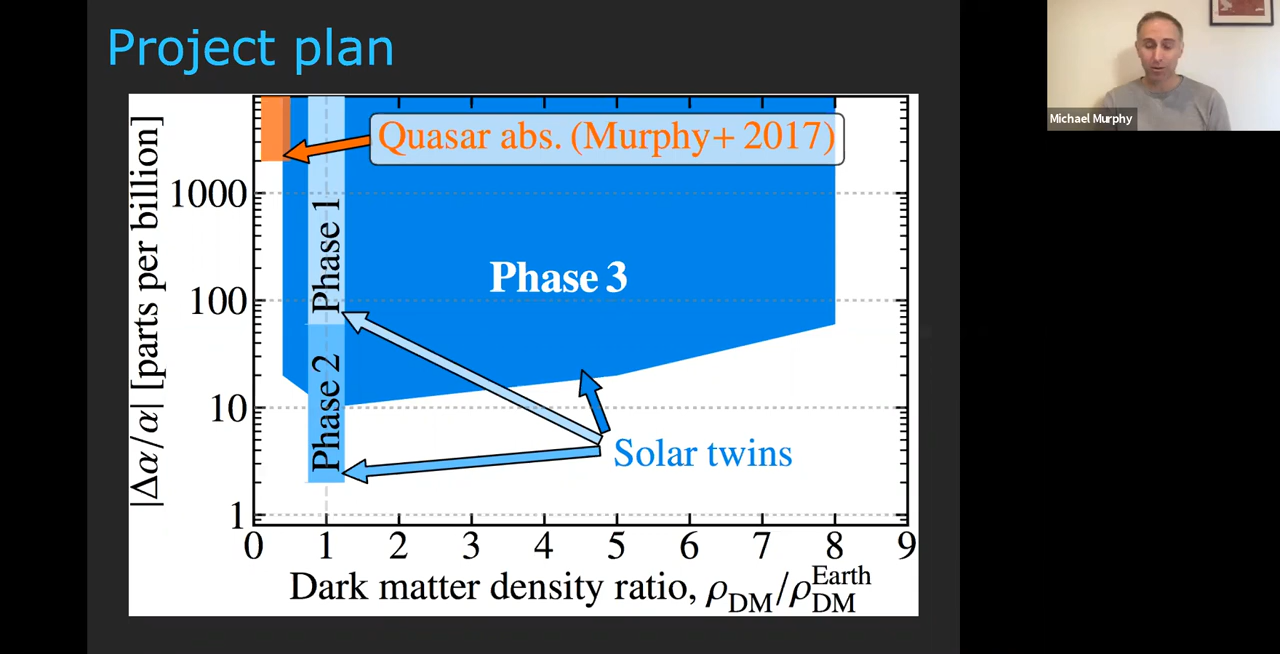 Project plan
Michael Murphy
Quasar abs. (Murphy+ 2017)
|Δα/α| [parts per billion]
1000
100
10
1
Phase 1
Phase 2
Phase 3
Solar twins
0 1 2 3 4 5 6 7 8 9
Dark matter density ratio, ρ_DM/ρ_DM^Earth